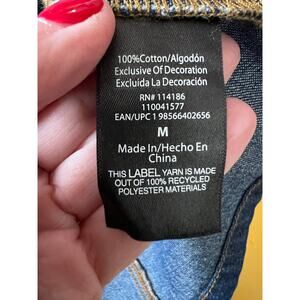 100%Cotton/Algodón
Exclusive Of Decoration
Excluida La Decoración
RN# 114186
110041577
EAN/UPC 1 98566402656
M
Made In/Hecho En
China
THIS LABEL YARN IS MADE
OUT OF 100% RECYCLED
POLYESTER MATERIALS